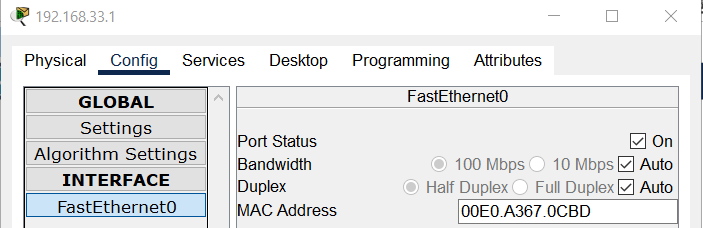 192.168.33.1
Physical Config Services Desktop Programming Attributes
GLOBAL
Settings
Algorithm Settings
INTERFACE
FastEthernet0
FastEthernet0
Port Status On
Bandwidth 100 Mbps 10 Mbps Auto
Duplex Half Duplex Full Duplex Auto
MAC Address 00E0.A367.0CBD